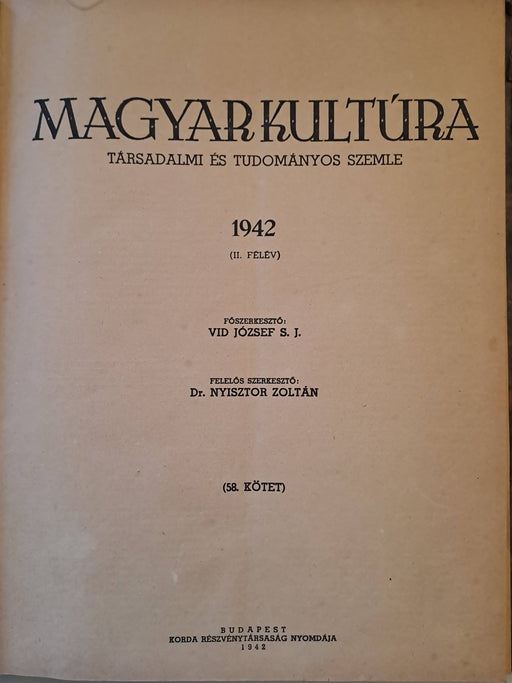 MAGYAR KULTÚRA
TÁRSADALMI ÉS TUDOMÁNYOS SZEMLE
1942
(II. FÉLÉV)
FŐSZERKESZTŐ:
VID JÓZSEF S. J.
FELELŐS SZERKESZTŐ:
Dr. NYISZTOR ZOLTÁN
(58. KÖTET)
BUDAPEST
KORDA RÉSZVÉNYTÁRSASÁG NYOMDÁJA
1942